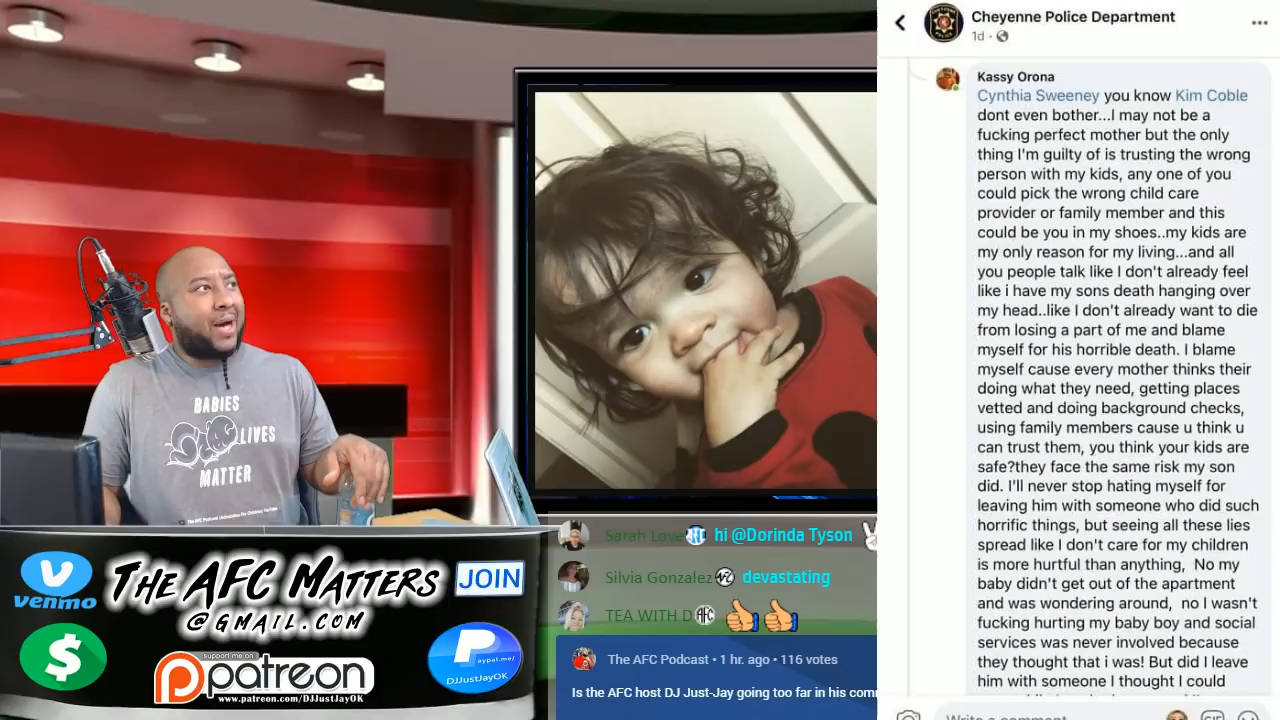 BABIES
LIVES
MATTER
venmo
THE AFC MATTERS
@GMAIL.COM
JOIN
support me on
patreon
www.patreon.com/DJJustJayOK
Paypal.me/
DJJustJayOK
Sarah Love hi @Dorinda Tyson
Silvia Gonzalez devastating
TEA WITH D
The AFC Podcast • 1 hr. ago • 116 votes
Is the AFC host DJ Just-Jay going too far in his com
Cheyenne Police Department
1d
Kassy Orona
Cynthia Sweeney you know Kim Coble
dont even bother...I may not be a
fucking perfect mother but the only
thing I'm guilty of is trusting the wrong
person with my kids, any one of you
could pick the wrong child care
provider or family member and this
could be you in my shoes..my kids are
my only reason for my living...and all
you people talk like I don't already feel
like i have my sons death hanging over
my head..like I don't already want to die
from losing a part of me and blame
myself for his horrible death. I blame
myself cause every mother thinks their
doing what they need, getting places
vetted and doing background checks,
using family members cause u think u
can trust them, you think your kids are
safe?they face the same risk my son
did. I'll never stop hating myself for
leaving him with someone who did such
horrific things, but seeing all these lies
spread like I don't care for my children
is more hurtful than anything, No my
baby didn't get out of the apartment
and was wondering around, no I wasn't
fucking hurting my baby boy and social
services was never involved because
they thought that i was! But did I leave
him with someone I thought I could
Write a comment